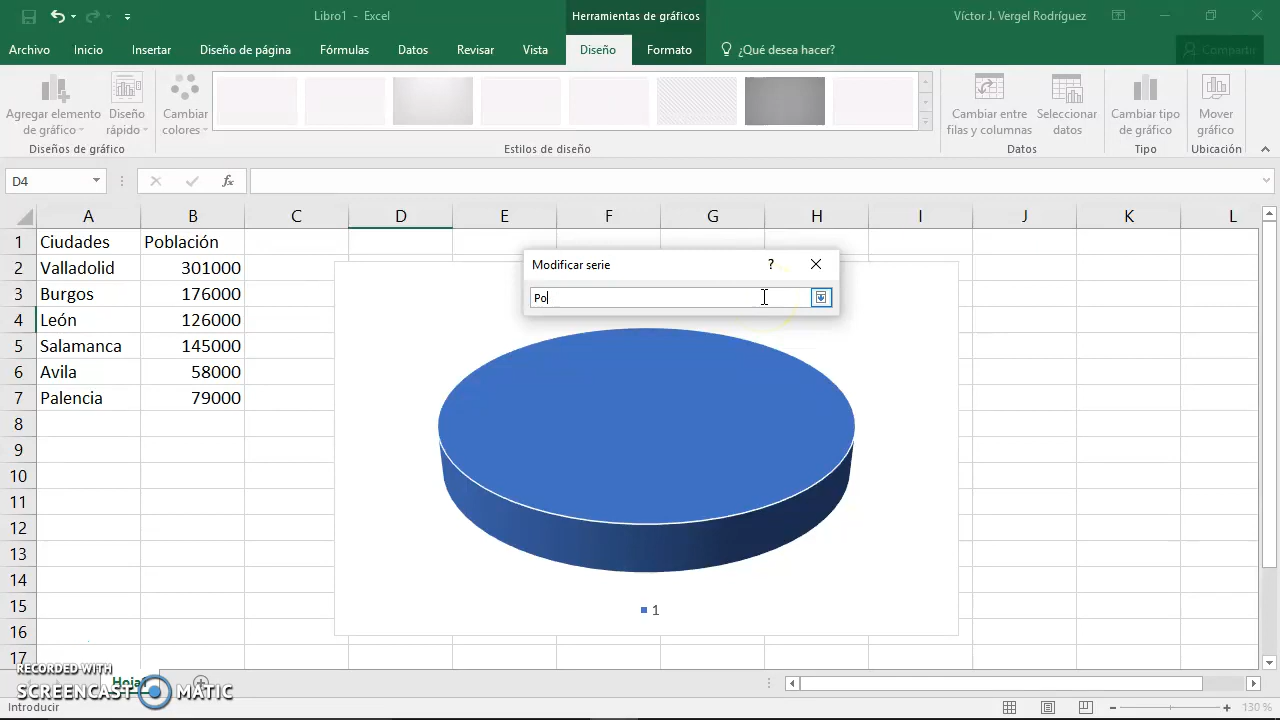 Libro1 - Excel
Herramientas de gráficos
Víctor J. Vergel Rodríguez
Archivo
Inicio
Insertar
Diseño de página
Fórmulas
Datos
Revisar
Vista
Diseño
Formato
¿Qué desea hacer?
Compartir
Agregar elemento
de gráfico
Diseño
rápido
Cambiar
colores
Cambiar entre
filas y columnas
Seleccionar
datos
Cambiar tipo
de gráfico
Mover
gráfico
Diseños de gráfico
Estilos de diseño
Datos
Tipo
Ubicación
D4
fx
A B C D E F G H I J K L
1 Ciudades Población
2 Valladolid 301000
3 Burgos 176000
4 León 126000
5 Salamanca 145000
6 Avila 58000
7 Palencia 79000
8
9
10
11
12
13
14
15
16
17
Modificar serie
?
Po
1
RECORDED WITH
SCREENCAST MATIC
Hoja1
Introducir
130 %